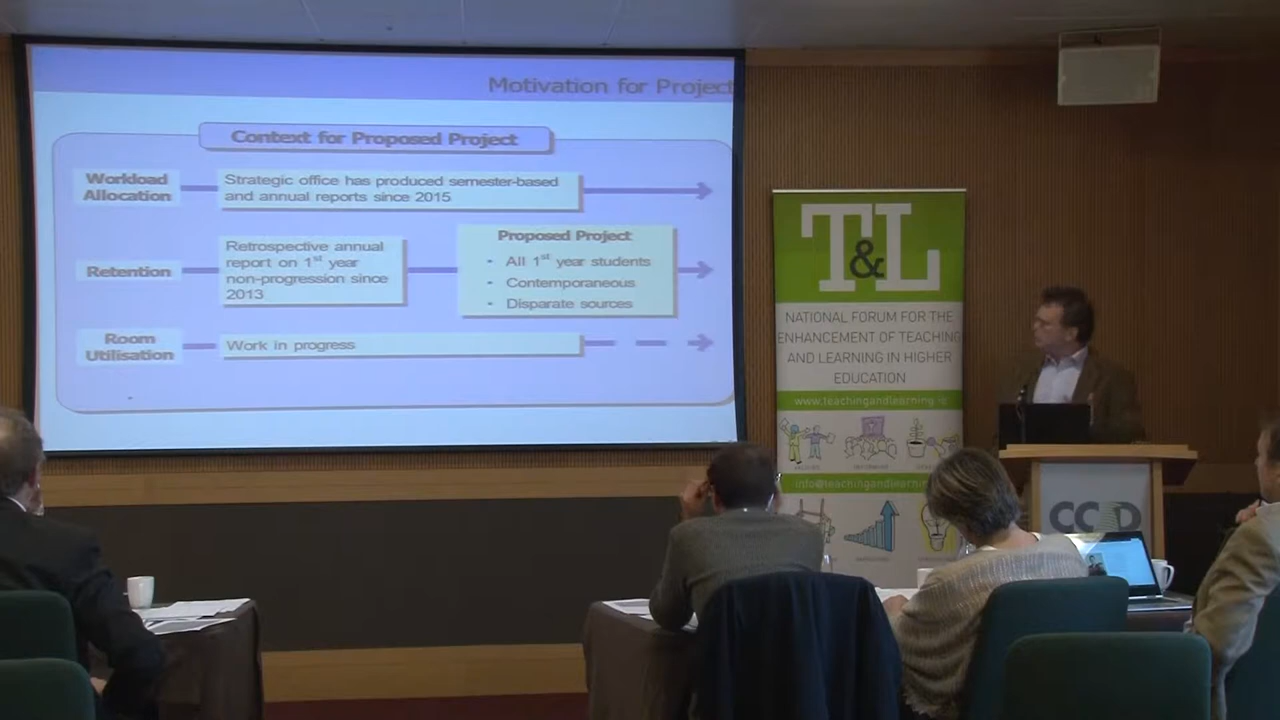 Motivation for Project
Context for Proposed Project
Workload
Allocation
Strategic office has produced semester-based
and annual reports since 2015
Retention
Retrospective annual
report on 1st year
non-progression since
2013
Proposed Project
• All 1st year students
• Contemporaneous
• Disparate sources
Room
Utilisation
Work in progress
T&L
NATIONAL FORUM FOR THE
ENHANCEMENT OF TEACHING
AND LEARNING IN HIGHER
EDUCATION
www.teachingandlearning.ie
info@teachingandlearning